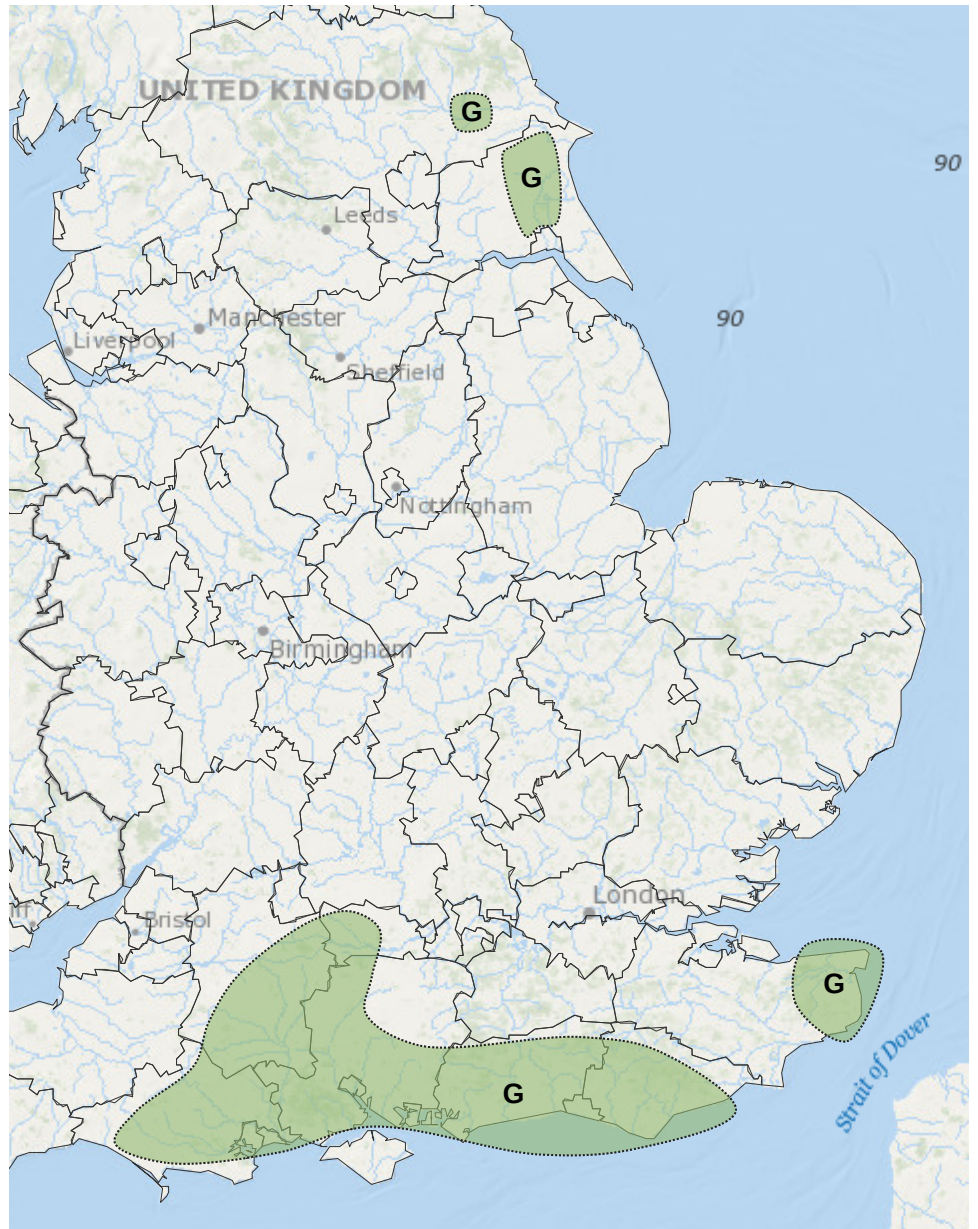 UNITED KINGDOM
G
90
G
Leeds
90
Manchester
Liverpool
Sheffield
Nottingham
Birmingham
London
Bristol
G
Strait of Dover
G